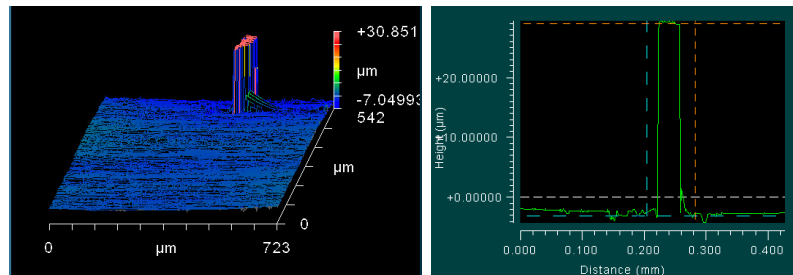 +30.851
µm
-7.04993
542
µm
0
0
µm
723
+20.00000
+10.00000
+0.00000
Height (µm)
0.000
0.100
0.200
0.300
0.400
Distance (mm)